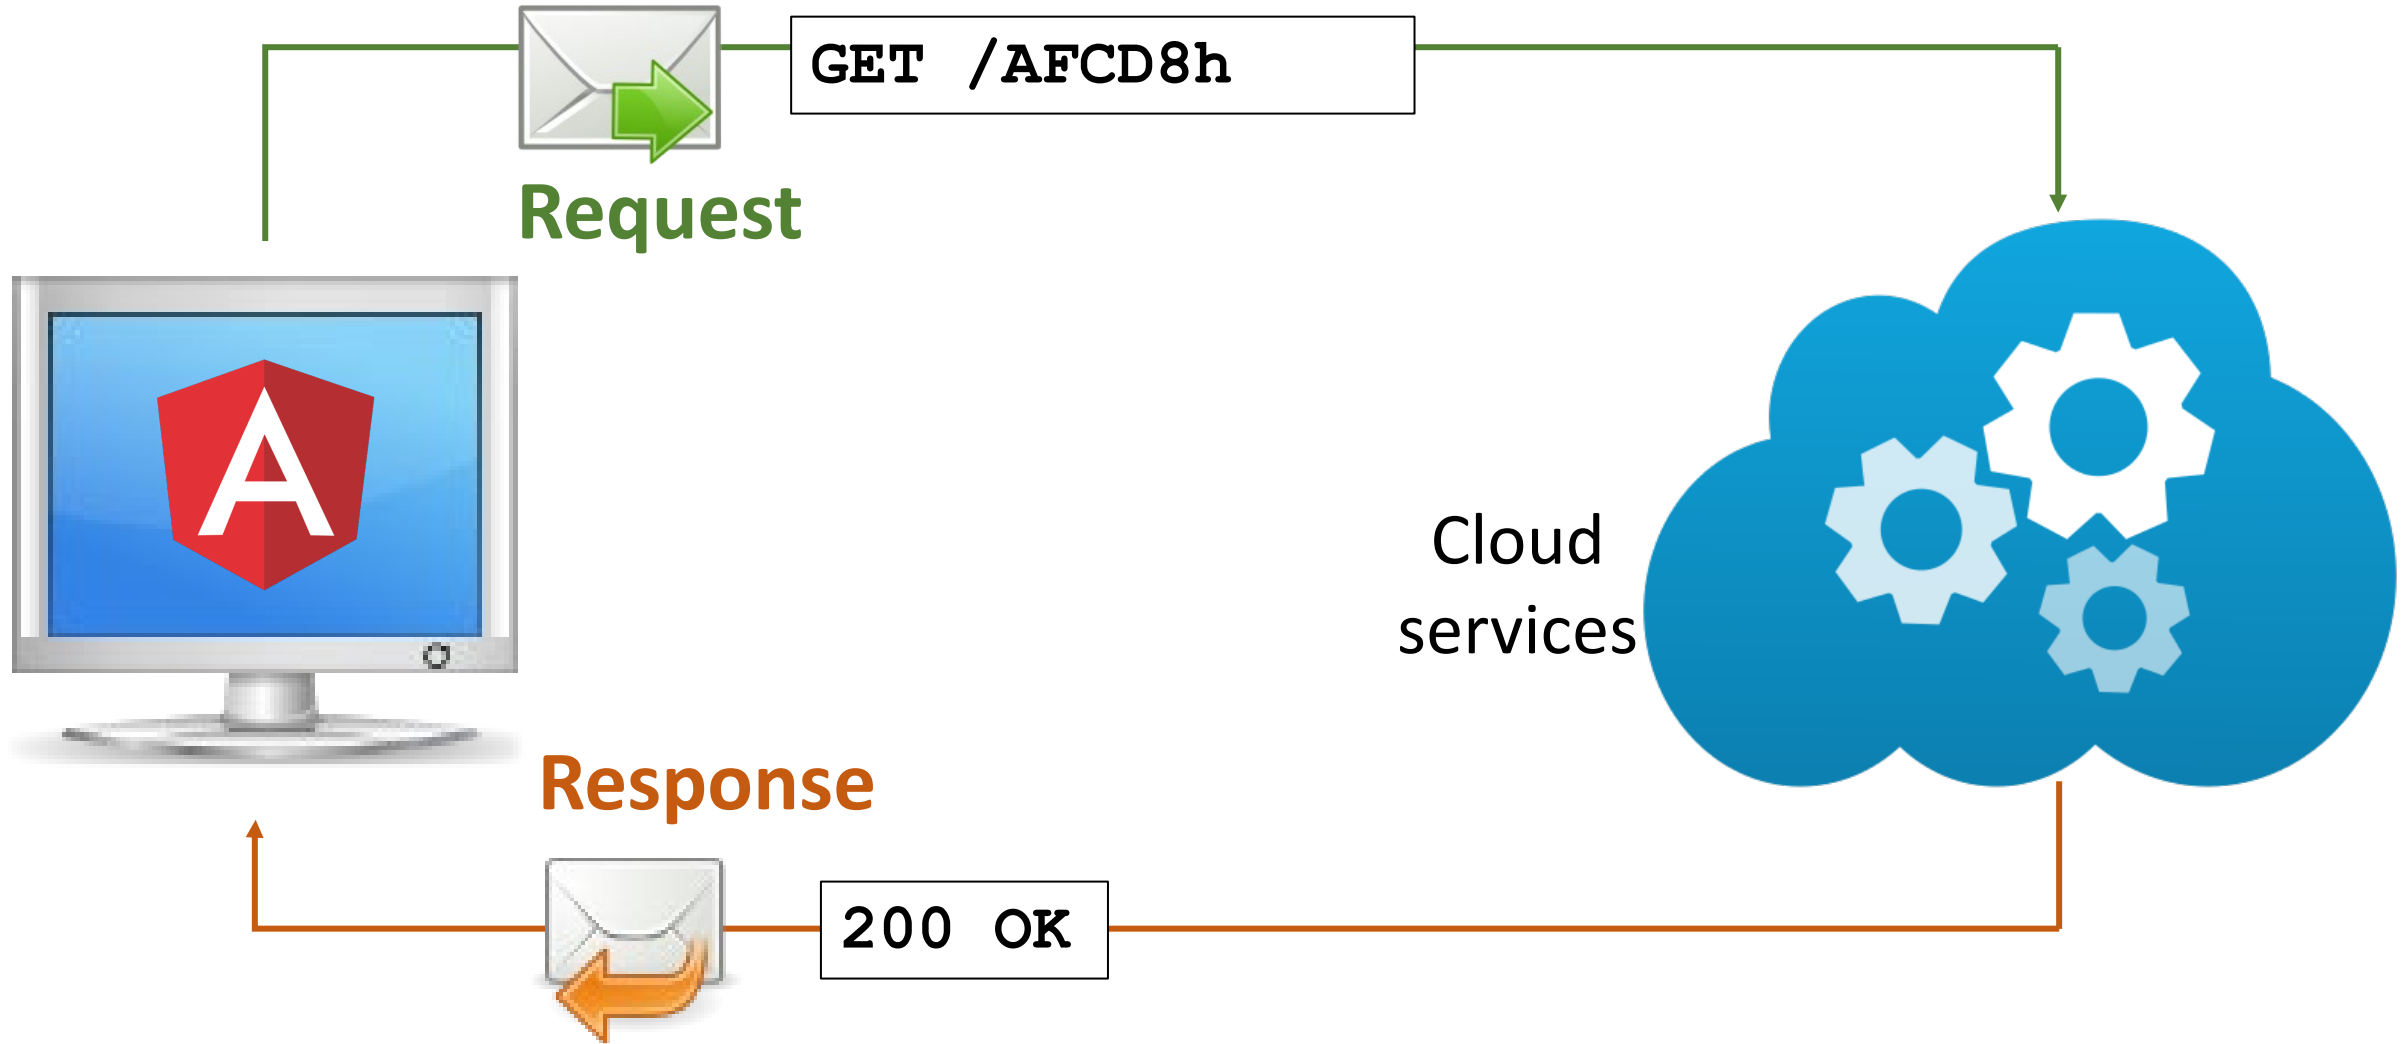 GET /AFCD8h
Request
A
Cloud
services
Response
200 OK